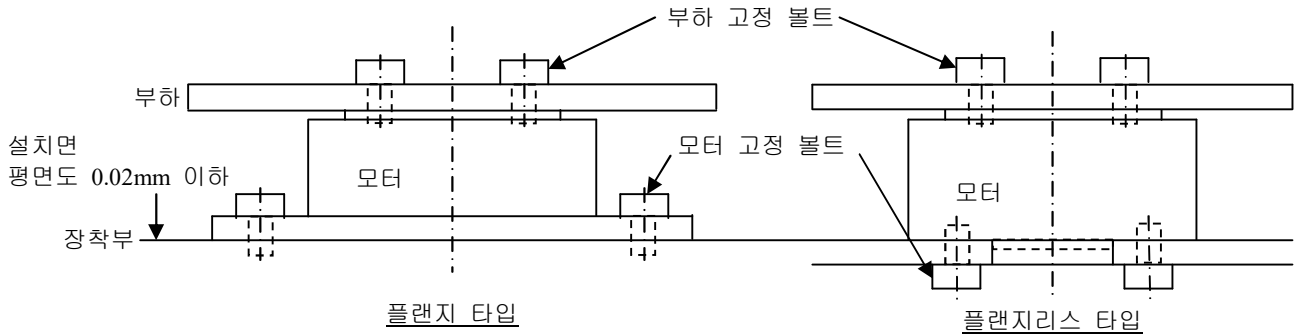 부하 고정 볼트
부하
설치면
평면도 0.02mm 이하
모터 고정 볼트
모터
모터
장착부
플랜지 타입
플랜지리스 타입